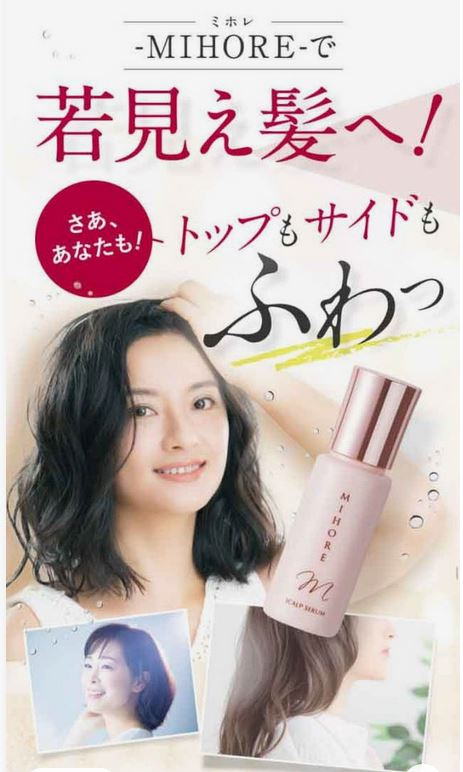 ミホレ
-MIHORE-で
若見え髪へ!
さあ、
あなたも!
トップもサイドも
ふわっ
MIHORE
m
SCALP SERUM